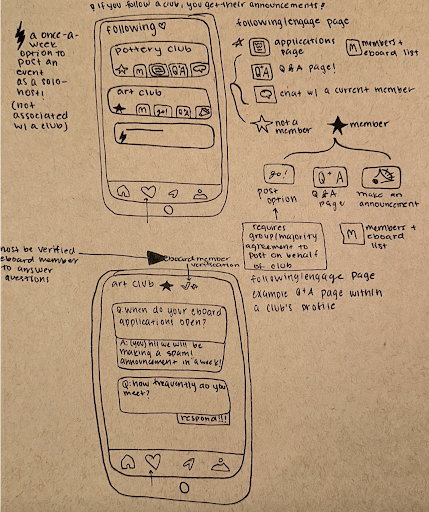 ! if you follow a club, you get their announcements!
a once-a-
week
option to
post an
event
as a solo-
host!
(not
associated
w/ a club)
following ♡
pottery club
M Q+A
art club
M go! Q+A
following/engage page
applications
page
M members +
eboard list
Q+A Q&A page!
chat w/ a current member
not a
member
member
go!
post
option
Q+A
Q&A
page
make an
announcement
requires
group/majority
agreement to
post on behalf
of club
M members +
eboard
list
must be verified
eboard member
to answer
questions
eboard member
verification
following/engage page
example Q+A page within
a club's profile
art club
Q: when do your eboard
applications open?
A: (you) hi! we will be
making a spam!
announcement in a week!
Q: how frequently do you
meet?
respond!!